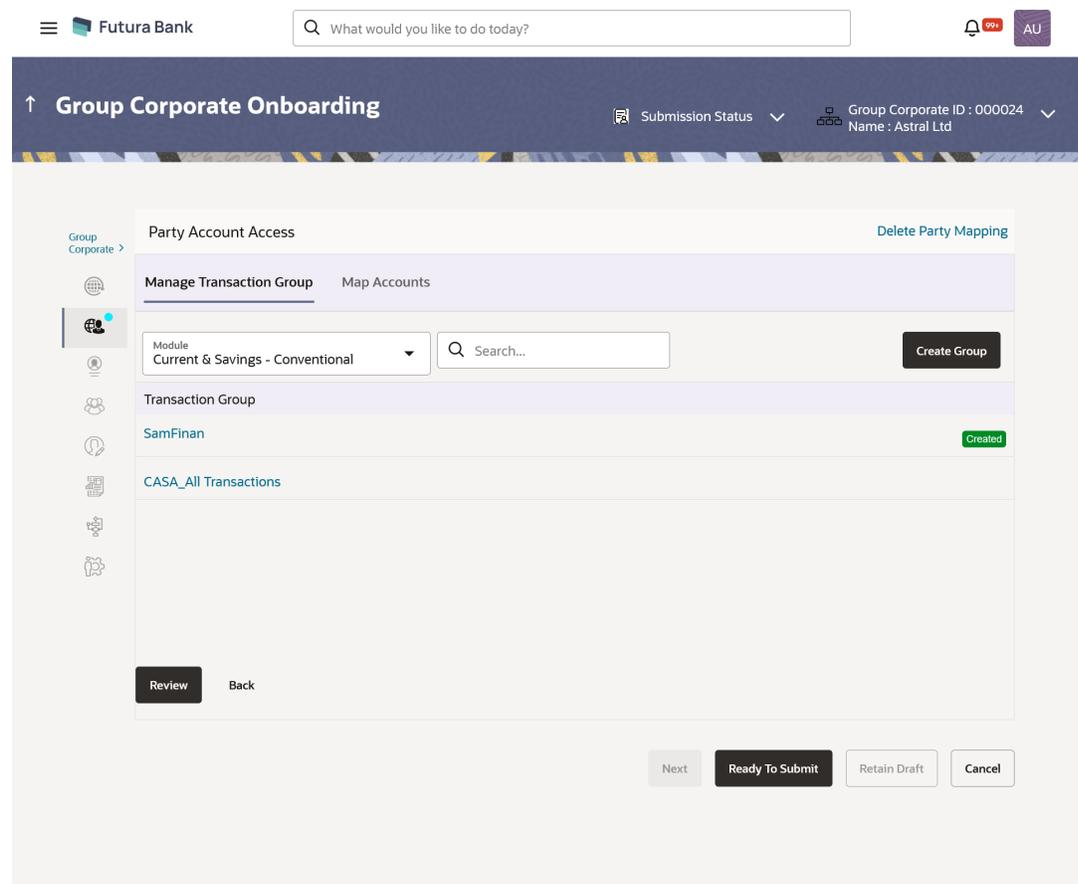 Futura Bank
What would you like to do today?
99+
AU
Group Corporate Onboarding
Submission Status
Group Corporate ID : 000024
Name : Astral Ltd
Group
Corporate
Party Account Access
Delete Party Mapping
Manage Transaction Group
Map Accounts
Module
Current & Savings - Conventional
Search...
Create Group
Transaction Group
SamFinan
Created
CASA_All Transactions
Review
Back
Next
Ready To Submit
Retain Draft
Cancel